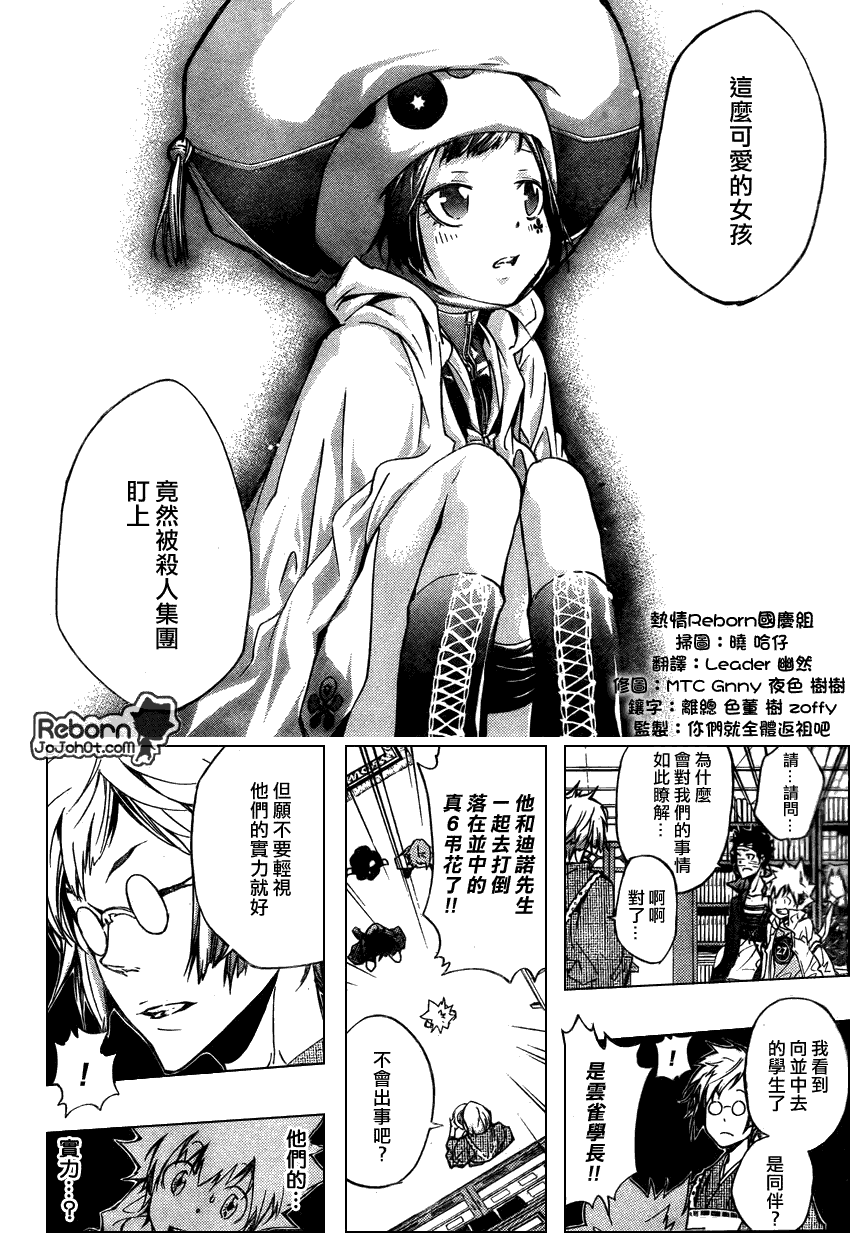 這麼可愛的女孩
竟然被殺人集團
盯上
熱情Reborn國慶組
掃圖：曉 哈仔
翻譯：Leader 幽然
修圖：MTC Gnny 夜色 樹樹
鑲字：離總 色董 樹 zoffy
監製：你們就全體返祖吧
Reborn
JoJoHOt.com
請…請問…
為什麼
會對我們的事情
如此瞭解…
啊啊
對了…
27
我看到
向並中去
的學生了
是同伴？
！
是雲雀學長!!
他和迪諾先生
一起去打倒
落在並中的
真6弔花了!!
不會出事吧？
但願不要輕視
他們的實力就好
！
他們的…
實力…？